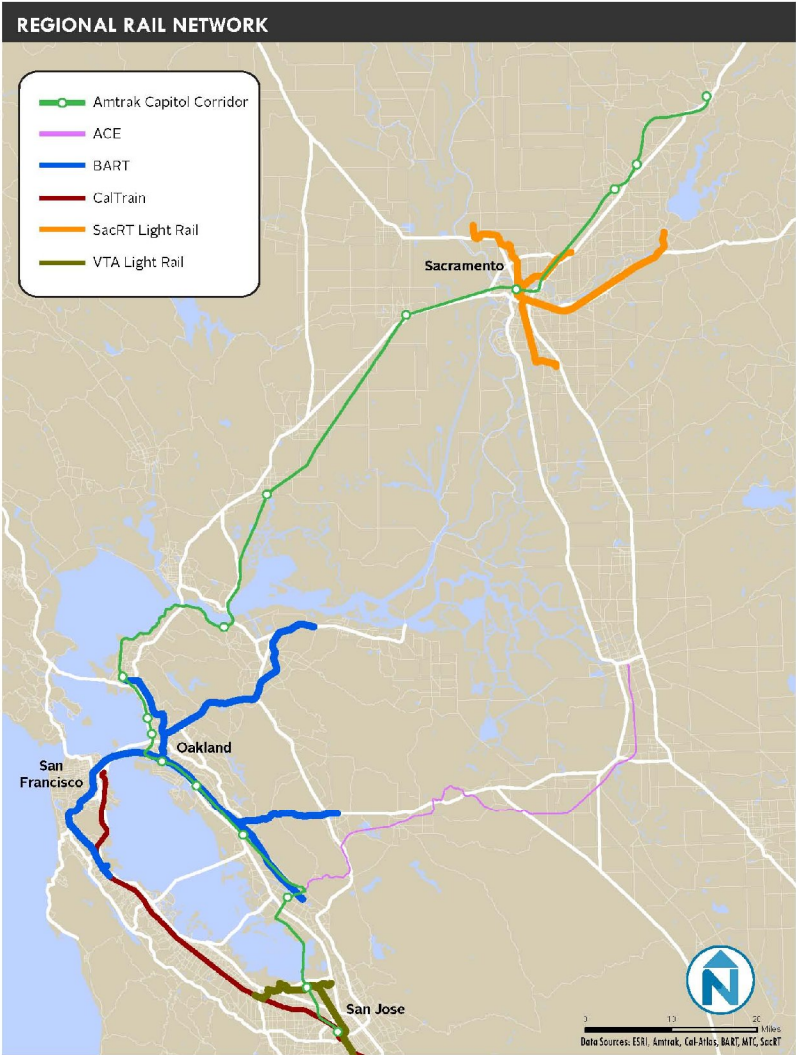 REGIONAL RAIL NETWORK
Amtrak Capitol Corridor
ACE
BART
CalTrain
SacRT Light Rail
VTA Light Rail
Sacramento
Oakland
San
Francisco
San Jose
N
0 10 20
Miles
Data Sources: ESRI, Amtrak, Cal-Atlas, BART, MTC, SacRT